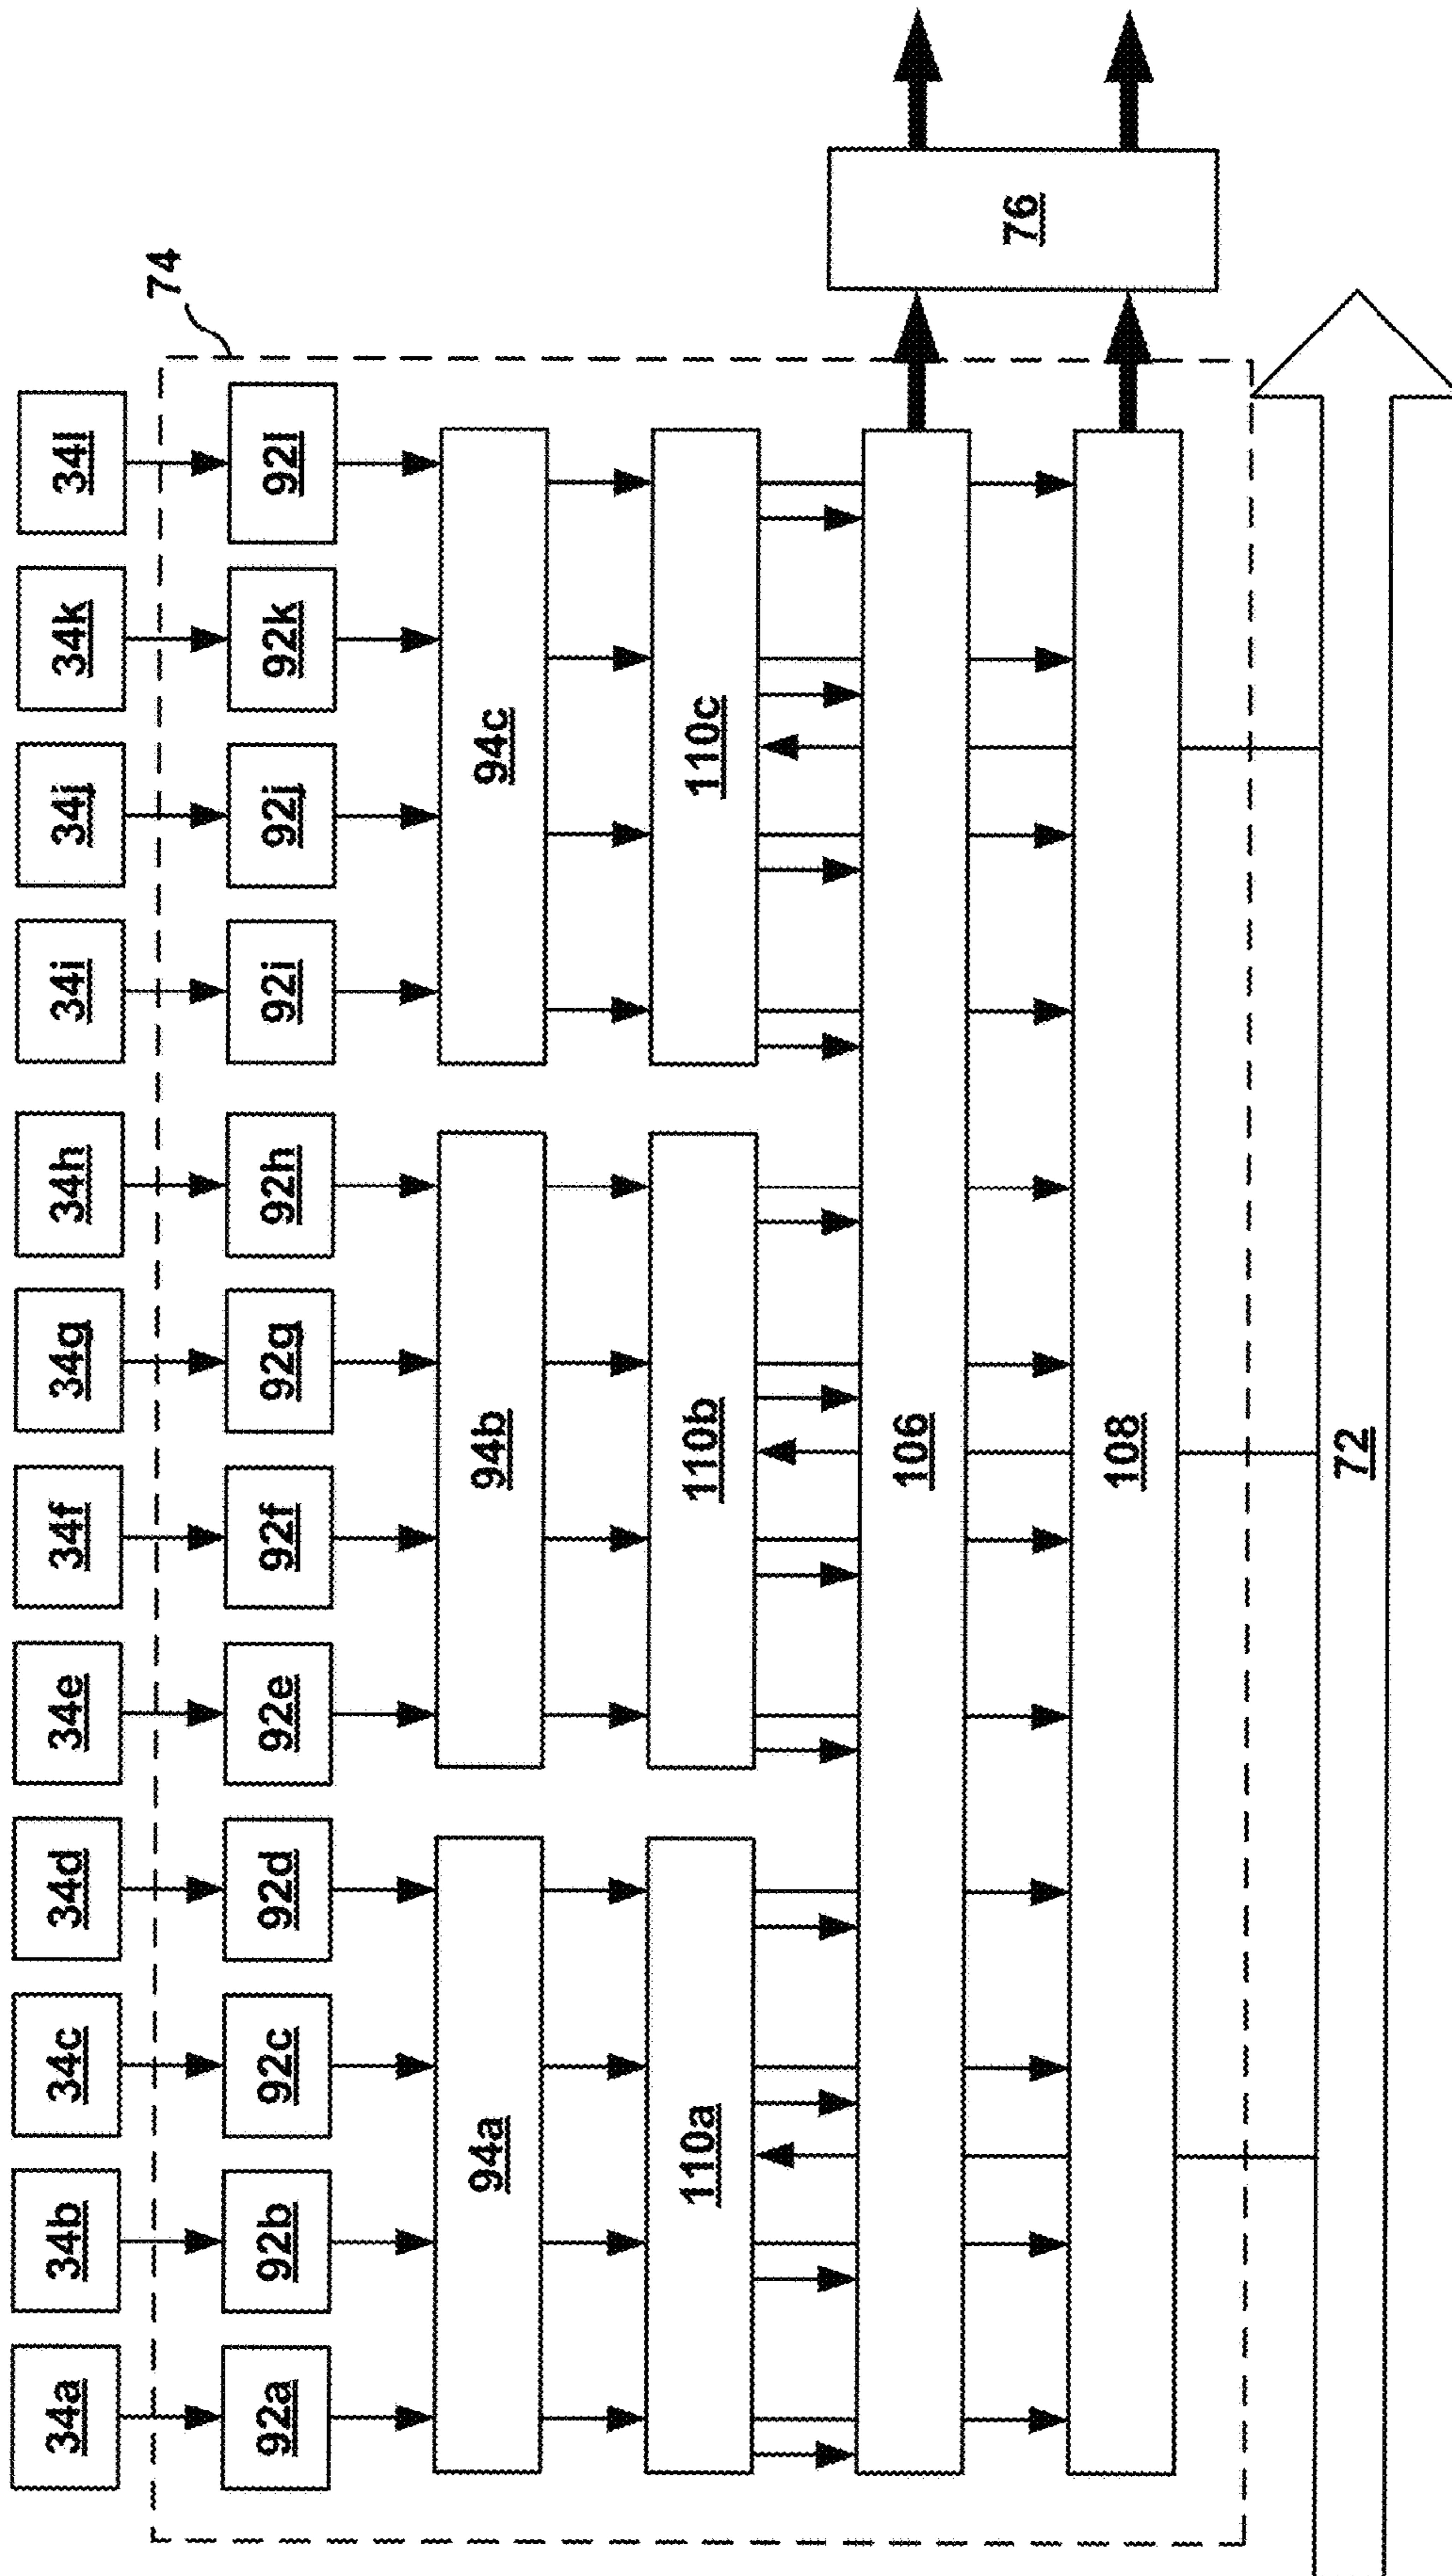 34a
34b
34c
34d
34e
34f
34g
34h
34i
34j
34k
34l
74
92a
92b
92c
92d
92e
92f
92g
92h
92i
92j
92k
92l
94a
94b
94c
110a
110b
110c
106
76
108
72